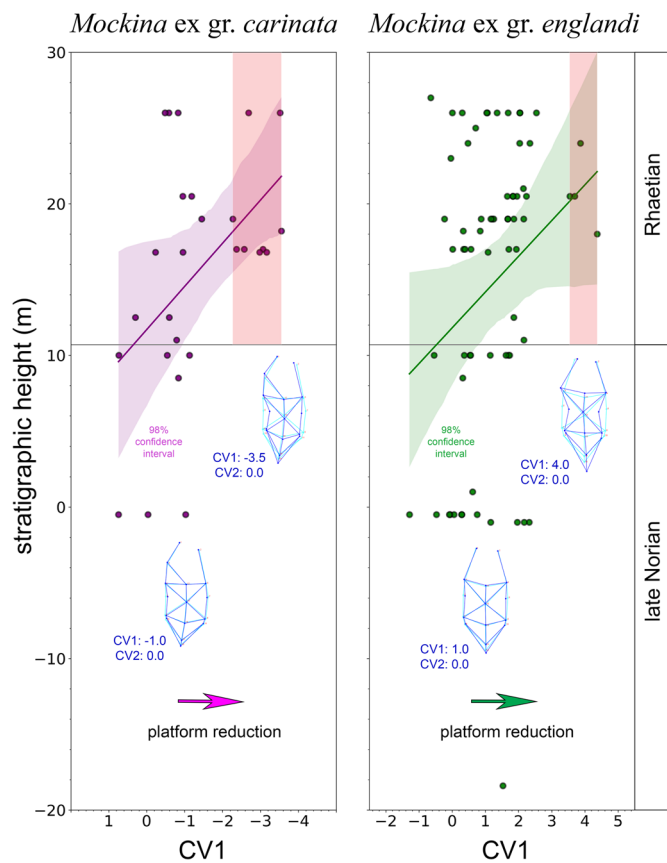 Mockina ex gr. carinata
Mockina ex gr. englandi
stratigraphic height (m)
30
20
10
0
−10
−20
98%
confidence
interval
CV1: -3.5
CV2: 0.0
CV1: -1.0
CV2: 0.0
platform reduction
1 0 −1 −2 −3 −4
CV1
98%
confidence
interval
CV1: 4.0
CV2: 0.0
CV1: 1.0
CV2: 0.0
platform reduction
−2 −1 0 1 2 3 4 5
CV1
Rhaetian
late Norian